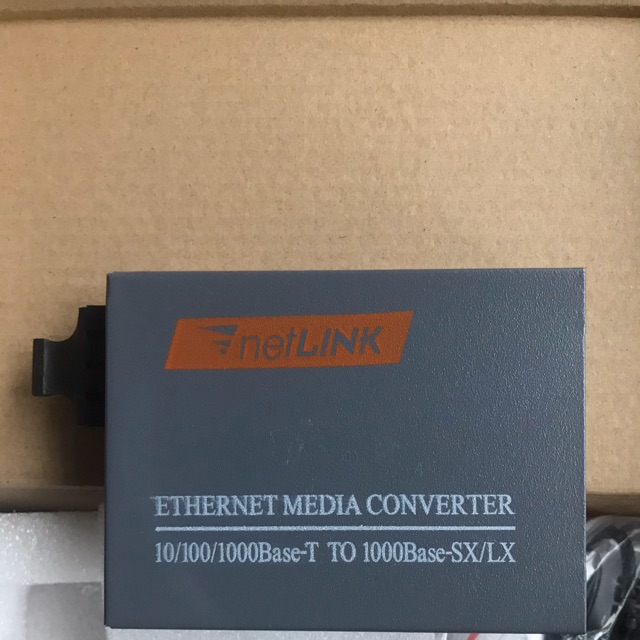 netLINK
ETHERNET MEDIA CONVERTER
10/100/1000Base-T TO 1000Base-SX/LX